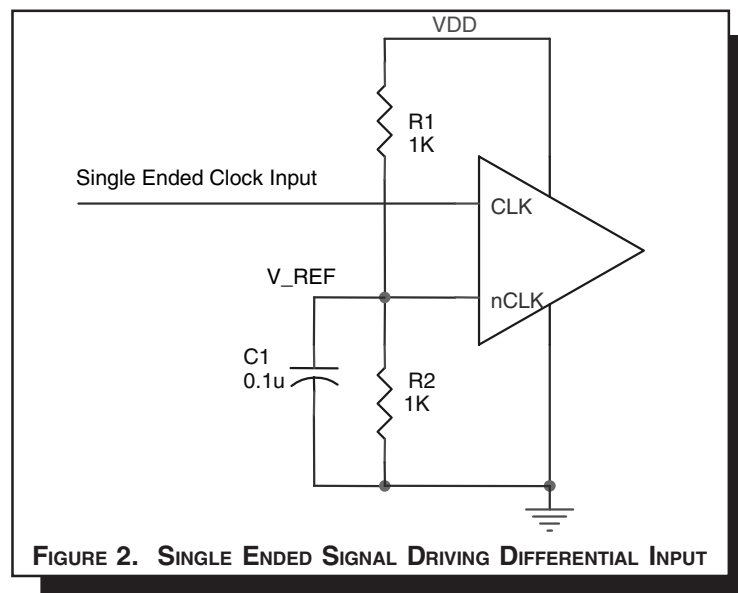 VDD
R1
1K
Single Ended Clock Input
CLK
V_REF
nCLK
C1
0.1u
R2
1K
FIGURE 2. SINGLE ENDED SIGNAL DRIVING DIFFERENTIAL INPUT